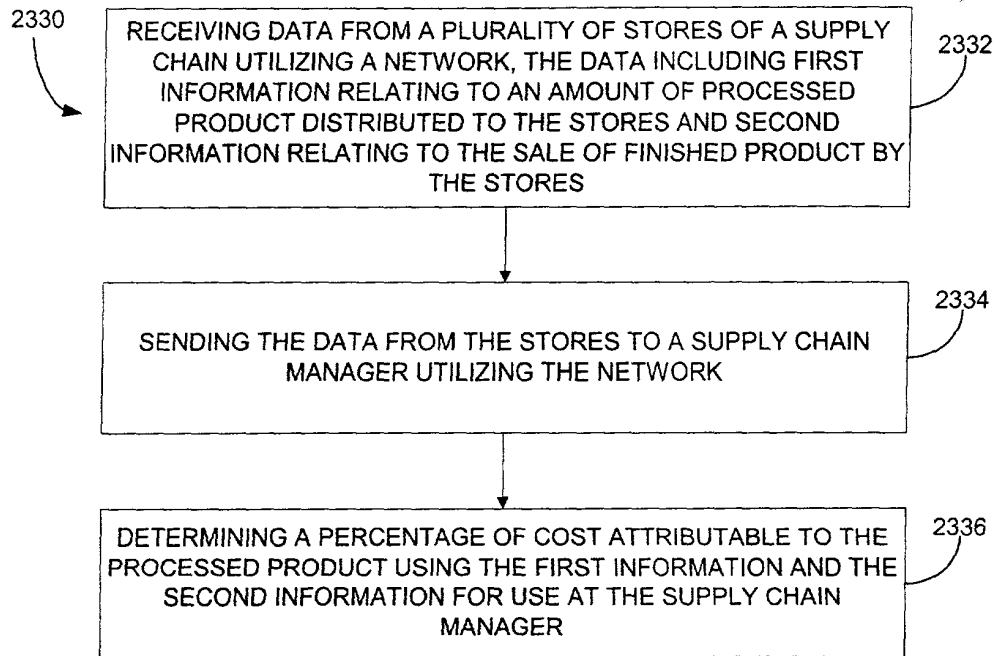 2330
RECEIVING DATA FROM A PLURALITY OF STORES OF A SUPPLY
CHAIN UTILIZING A NETWORK, THE DATA INCLUDING FIRST
INFORMATION RELATING TO AN AMOUNT OF PROCESSED
PRODUCT DISTRIBUTED TO THE STORES AND SECOND
INFORMATION RELATING TO THE SALE OF FINISHED PRODUCT BY
THE STORES
2332
SENDING THE DATA FROM THE STORES TO A SUPPLY CHAIN
MANAGER UTILIZING THE NETWORK
2334
DETERMINING A PERCENTAGE OF COST ATTRIBUTABLE TO THE
PROCESSED PRODUCT USING THE FIRST INFORMATION AND THE
SECOND INFORMATION FOR USE AT THE SUPPLY CHAIN
MANAGER
2336